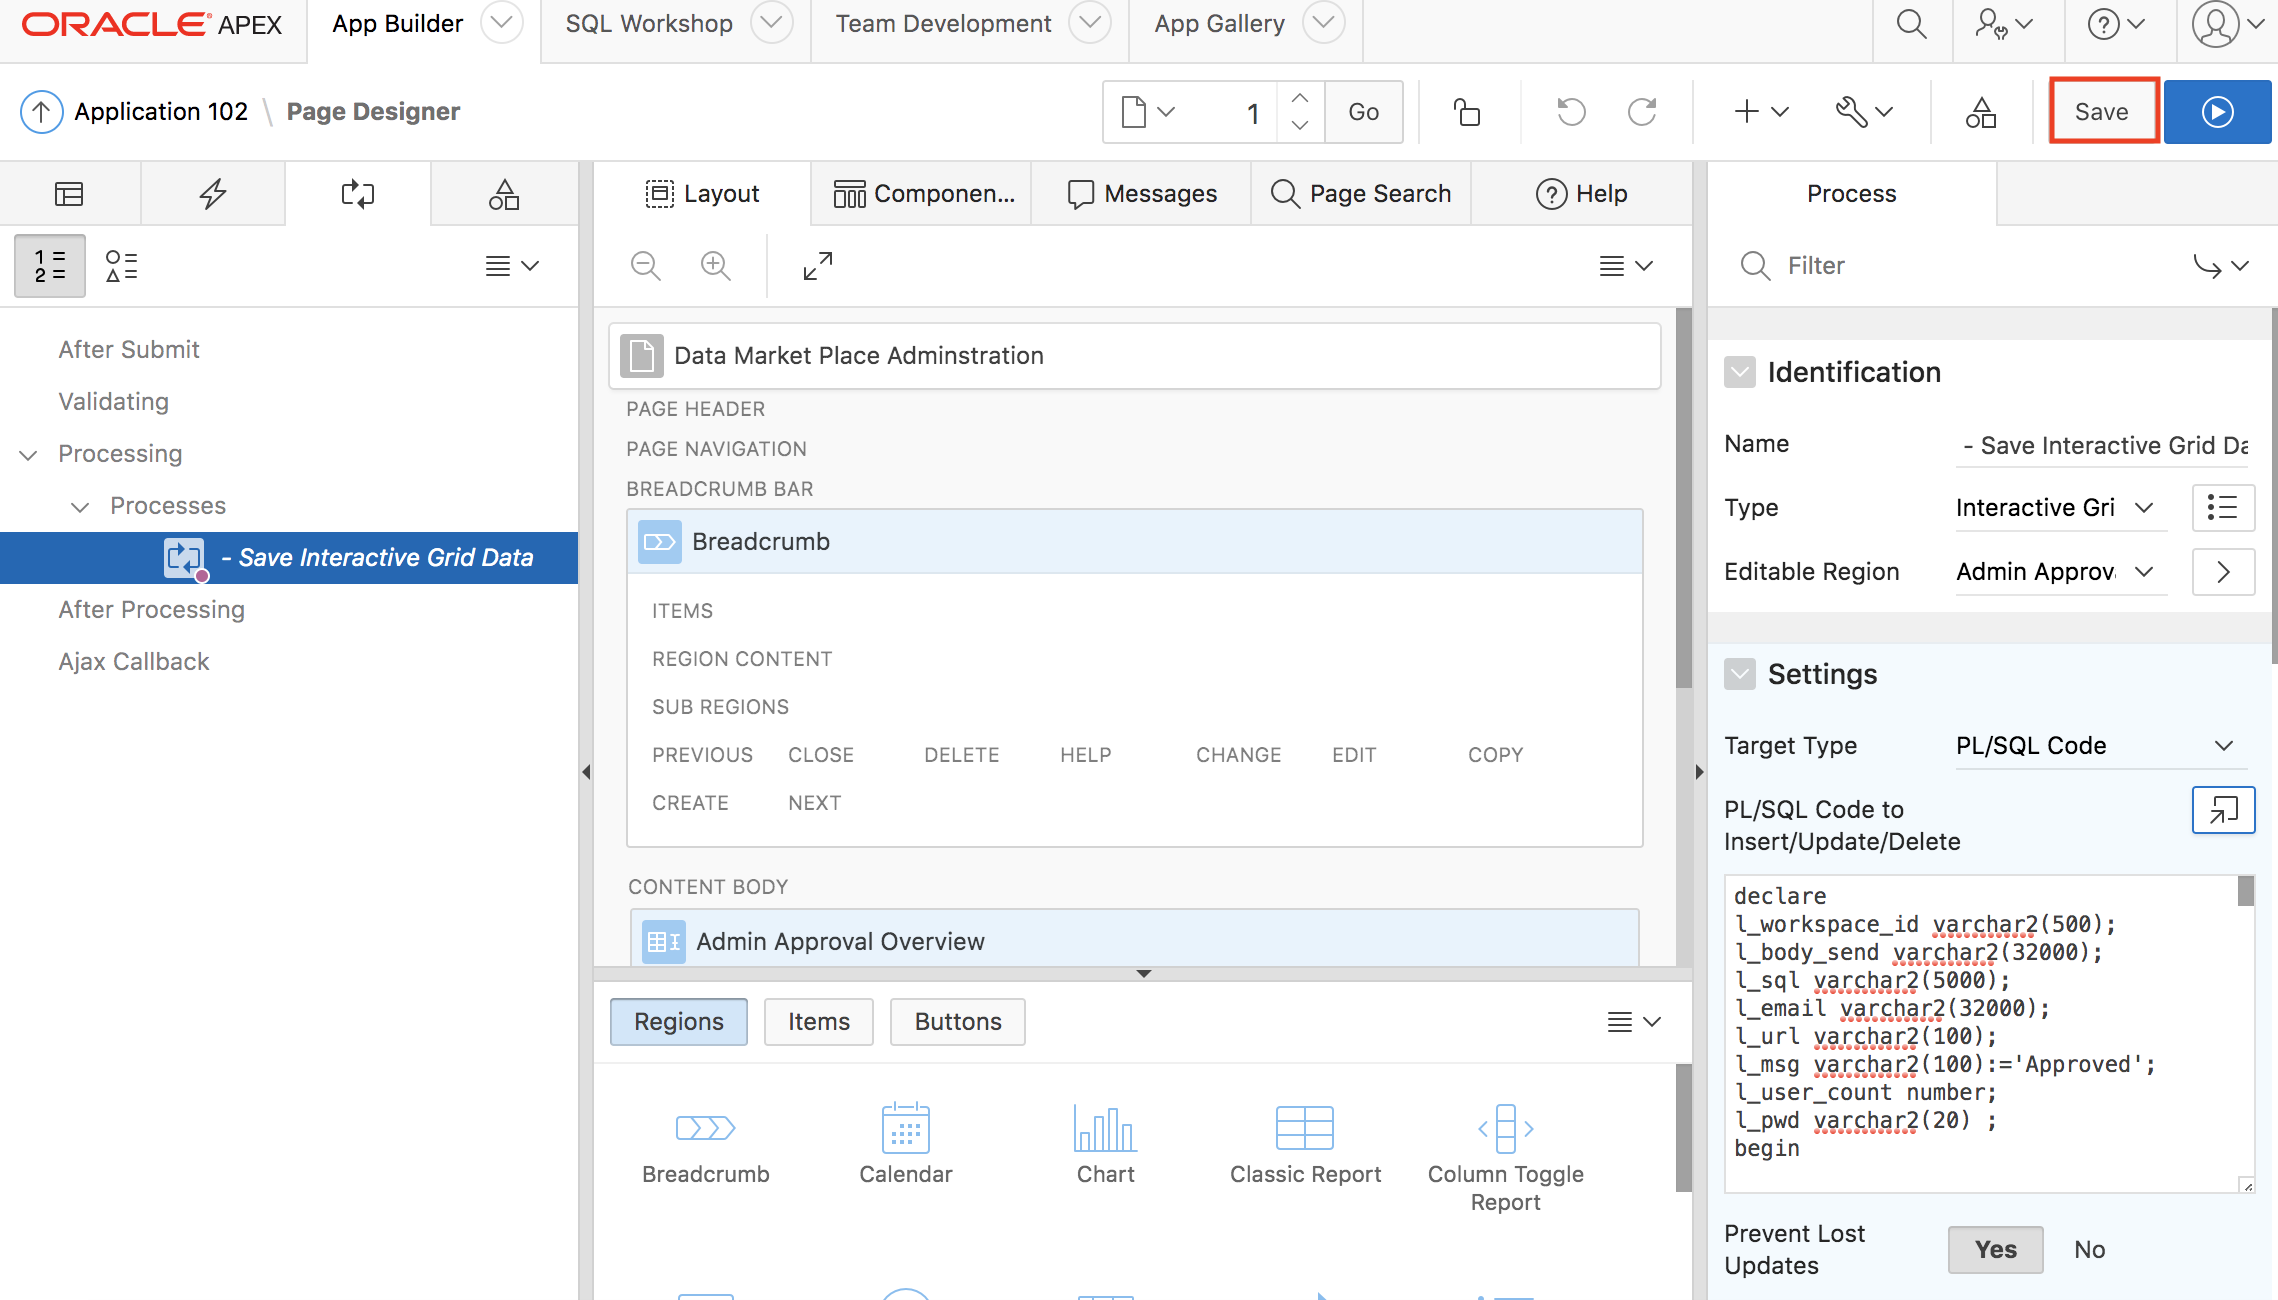 ORACLE APEX
App Builder
SQL Workshop
Team Development
App Gallery
Application 102 \ Page Designer
1
Go
Save
Layout
Componen...
Messages
Page Search
Help
Process
Filter
After Submit
Validating
Processing
Processes
- Save Interactive Grid Data
After Processing
Ajax Callback
Data Market Place Adminstration
PAGE HEADER
PAGE NAVIGATION
BREADCRUMB BAR
Breadcrumb
ITEMS
REGION CONTENT
SUB REGIONS
PREVIOUS CLOSE DELETE HELP CHANGE EDIT COPY
CREATE NEXT
CONTENT BODY
Admin Approval Overview
Regions
Items
Buttons
Breadcrumb
Calendar
Chart
Classic Report
Column Toggle
Report
Identification
Name - Save Interactive Grid Da
Type Interactive Gri
Editable Region Admin Approv
Settings
Target Type PL/SQL Code
PL/SQL Code to
Insert/Update/Delete
declare
l_workspace_id varchar2(500);
l_body_send varchar2(32000);
l_sql varchar2(5000);
l_email varchar2(32000);
l_url varchar2(100);
l_msg varchar2(100):='Approved';
l_user_count number;
l_pwd varchar2(20) ;
begin
Prevent Lost
Updates
Yes
No